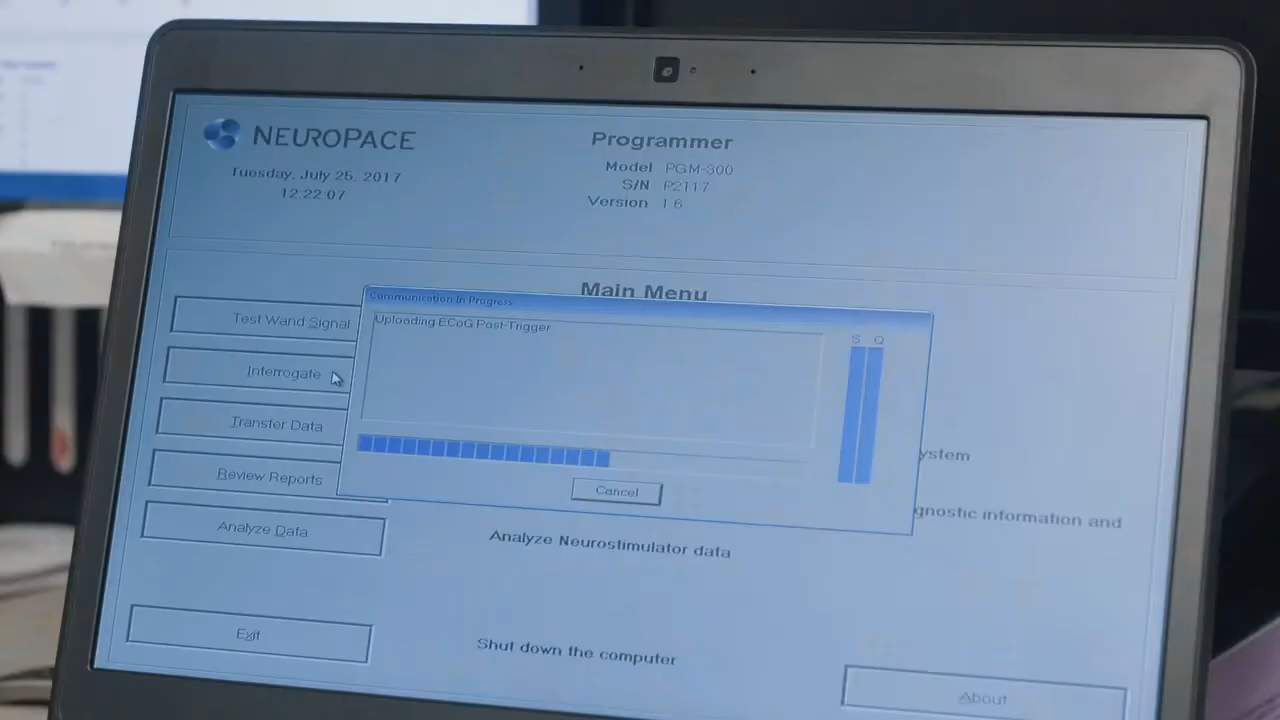 NEUROPACE
Tuesday, July 25, 2017
12:22:07
Programmer
Model PGM-300
S/N P2117
Version 1.6
Main Menu
Communication In Progress
Uploading ECoG Post-Trigger
S Q
Cancel
Test Wand Signal
Interrogate
Transfer Data
Review Reports
Analyze Data
Exit
ystem
gnostic information and
Analyze Neurostimulator data
Shut down the computer
About